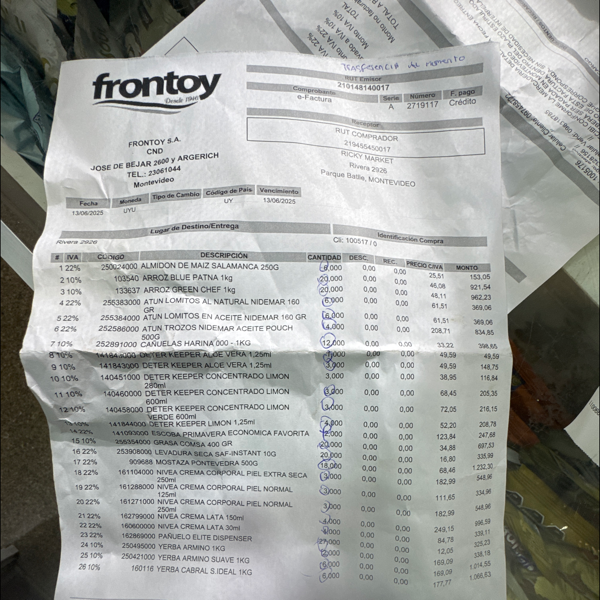 Transferencia de momento
frontoy
Desde 1940
RUT Emisor
210148140017
Comprobante Serie Número F. pago
e-Factura A 2719117 Crédito
Receptor
RUT COMPRADOR
219455450017
RICKY MARKET
Rivera 2926
Parque Batlle, MONTEVIDEO
FRONTOY S.A.
CND
JOSE DE BEJAR 2600 y ARGERICH
TEL.: 23061044
Montevideo
Fecha Moneda Tipo de Cambio Código de País Vencimiento
13/06/2025 UYU UY 13/06/2025
Lugar de Destino/Entrega Identificación Compra
Rivera 2926 Cli: 100517 / 0
# IVA CÓDIGO DESCRIPCIÓN CANTIDAD DESC. REC. PRECIO C/IVA MONTO
1 22% 250224000 ALMIDON DE MAIZ SALAMANCA 250G 6,000 0,00 0,00 25,51 153,05
2 10% 103540 ARROZ BLUE PATNA 1kg 20,000 0,00 0,00 46,08 921,54
3 10% 133637 ARROZ GREEN CHEF 1kg 20,000 0,00 0,00 48,11 962,23
4 22% 255383000 ATUN LOMITOS AL NATURAL NIDEMAR 160 GR 6,000 0,00 0,00 61,51 369,06
5 22% 255384000 ATUN LOMITOS EN ACEITE NIDEMAR 160 GR 6,000 0,00 0,00 61,51 369,06
6 22% 252586000 ATUN TROZOS NIDEMAR ACEITE POUCH 500G 4,000 0,00 0,00 208,71 834,85
7 10% 252891000 CAÑUELAS HARINA 000 - 1KG 12,000 0,00 0,00 33,22 398,65
8 10% 141843000 DETER KEEPER ALOE VERA 1,25ml 1,000 0,00 0,00 49,59 49,59
9 10% 141843000 DETER KEEPER ALOE VERA 1,25ml 3,000 0,00 0,00 49,59 148,75
10 10% 140451000 DETER KEEPER CONCENTRADO LIMON 280ml 3,000 0,00 0,00 38,95 116,84
11 10% 140460000 DETER KEEPER CONCENTRADO LIMON 600ml 3,000 0,00 0,00 68,45 205,35
12 10% 140458000 DETER KEEPER CONCENTRADO LIMON VERDE 600ml 3,000 0,00 0,00 72,05 216,15
141844000 DETER KEEPER LIMON 1,25ml 4,000 0,00 0,00 52,20 208,78
141093000 ESCOBA PRIMAVERA ECONOMICA FAVORITA 0,00 0,00 123,84 247,68
15 10% 255354000 GRASA COMSA 400 GR 20,000 0,00 0,00 34,88 697,53
16 22% 253908000 LEVADURA SECA SAF-INSTANT 10G 20,000 0,00 0,00 16,80 335,99
17 22% 909688 MOSTAZA PONTEVEDRA 500G 18,000 0,00 0,00 68,46 1.232,30
18 22% 161104000 NIVEA CREMA CORPORAL PIEL EXTRA SECA 250ml 3,000 0,00 0,00 182,99 548,96
19 22% 161288000 NIVEA CREMA CORPORAL PIEL NORMAL 125ml 3,000 0,00 0,00 111,65 334,96
20 22% 161271000 NIVEA CREMA CORPORAL PIEL NORMAL 250ml 3,000 0,00 0,00 182,99 548,96
21 22% 162799000 NIVEA CREMA LATA 150ml 4,000 0,00 0,00 249,15 996,59
22 22% 160600000 NIVEA CREMA LATA 30ml 4,000 0,00 0,00 84,78 339,11
23 22% 162869000 PAÑUELO ELITE DISPENSER 27,000 0,00 0,00 12,05 325,23
24 10% 250495000 YERBA ARMINO 1KG 2,000 0,00 0,00 169,09 338,18
25 10% 250421000 YERBA ARMINO SUAVE 1KG 6,000 0,00 0,00 169,09 1.014,55
26 10% 160116 YERBA CABRAL S.IDEAL 1KG 6,000 0,00 0,00 177,77 1.066,63